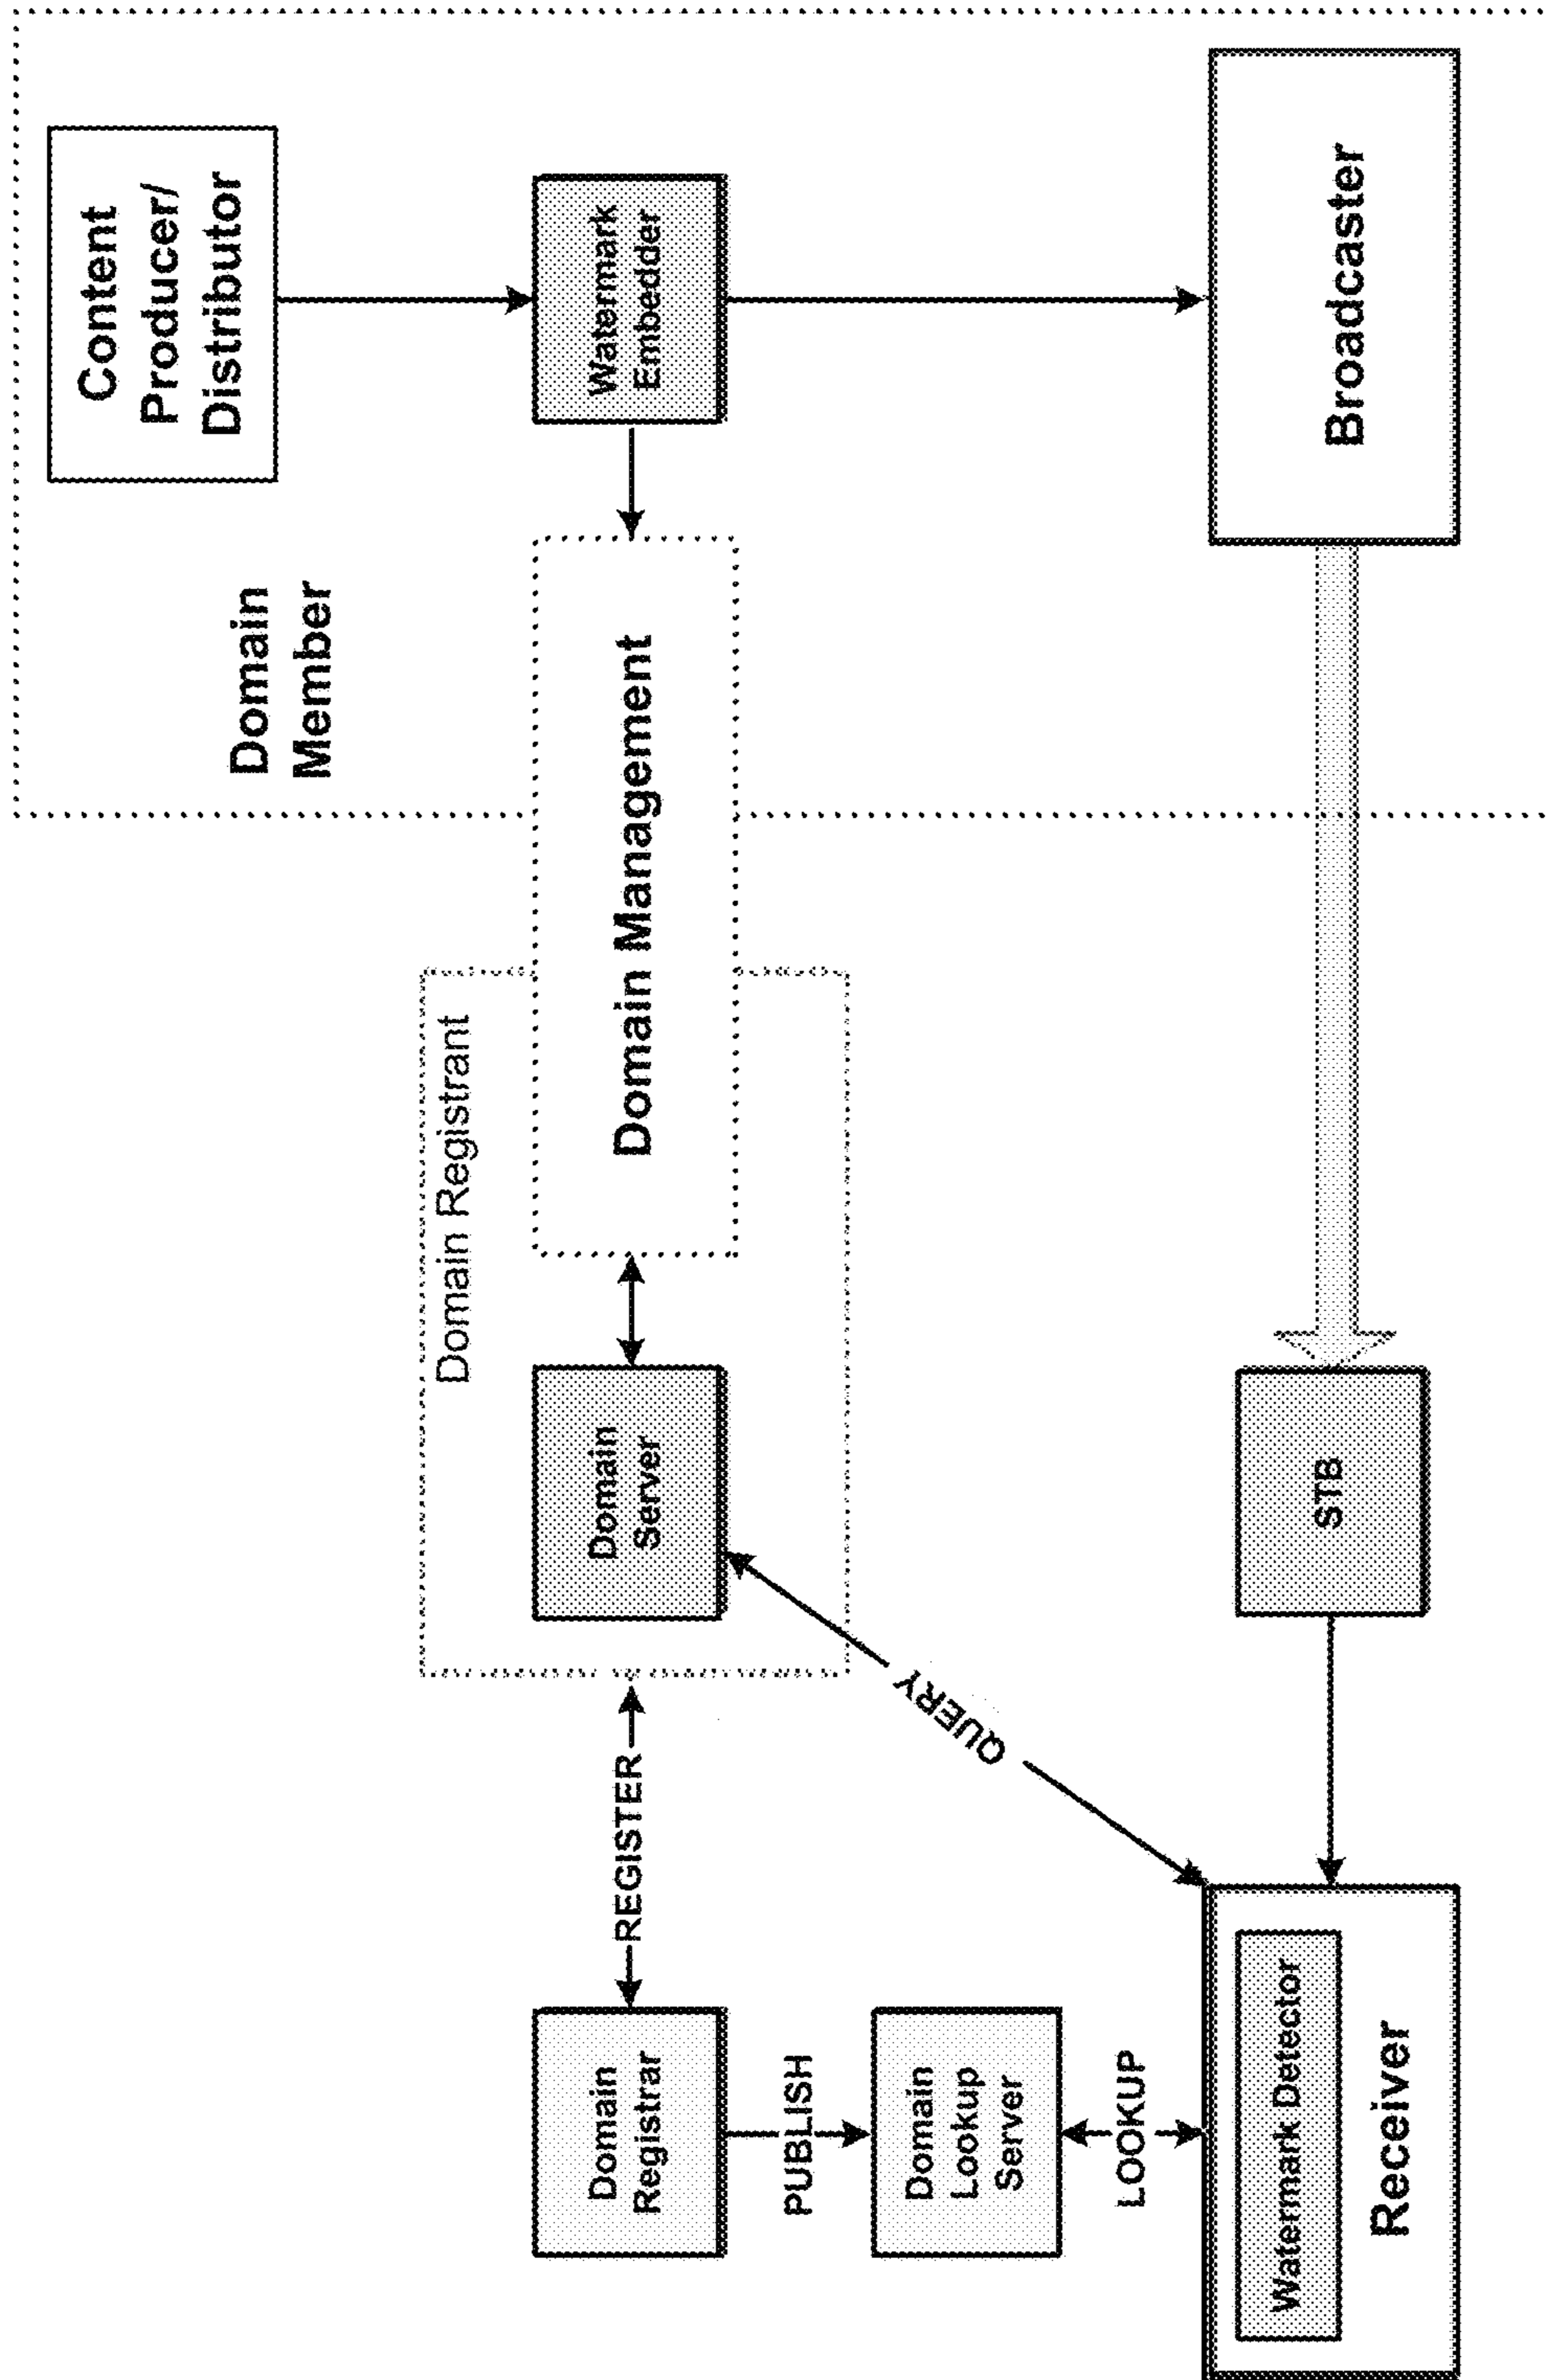 Content
Producer/
Distributor
Domain
Member
Watermark
Embedder
Domain Management
Domain Registrant
Domain
Server
REGISTER
Domain
Registrar
PUBLISH
Domain
Lookup
Server
LOOKUP
QUERY
Broadcaster
STB
Watermark Detector
Receiver